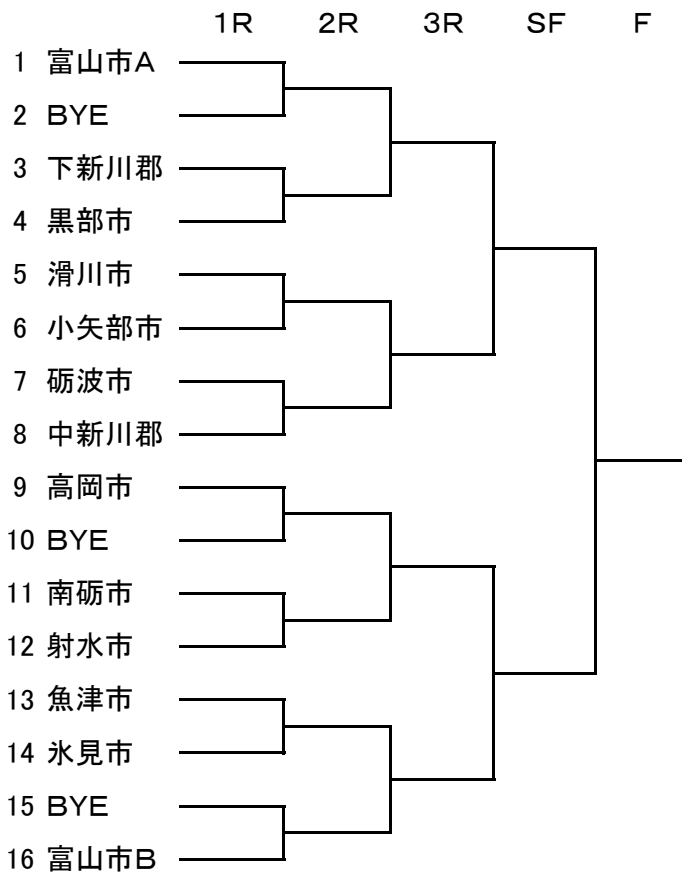 1R 2R 3R SF F
1 富山市A
2 BYE
3 下新川郡
4 黒部市
5 滑川市
6 小矢部市
7 砺波市
8 中新川郡
9 高岡市
10 BYE
11 南砺市
12 射水市
13 魚津市
14 氷見市
15 BYE
16 富山市B